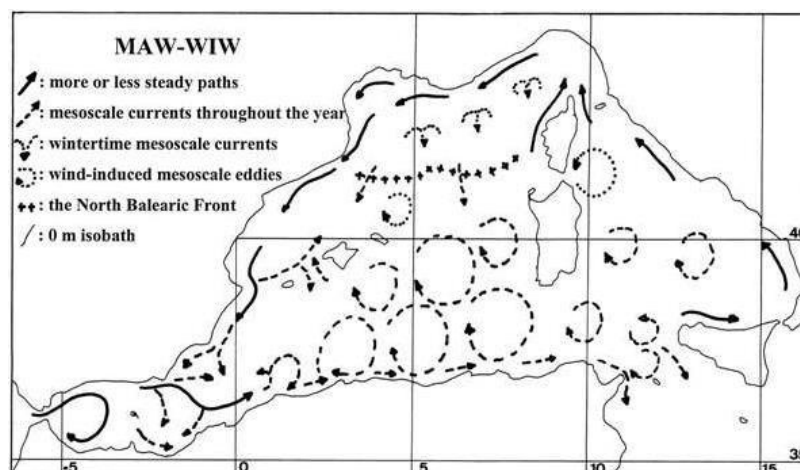 MAW-WIW
: more or less steady paths
: mesoscale currents throughout the year
: wintertime mesoscale currents
: wind-induced mesoscale eddies
: the North Balearic Front
: 0 m isobath
40
-5
0
5
10
15
35